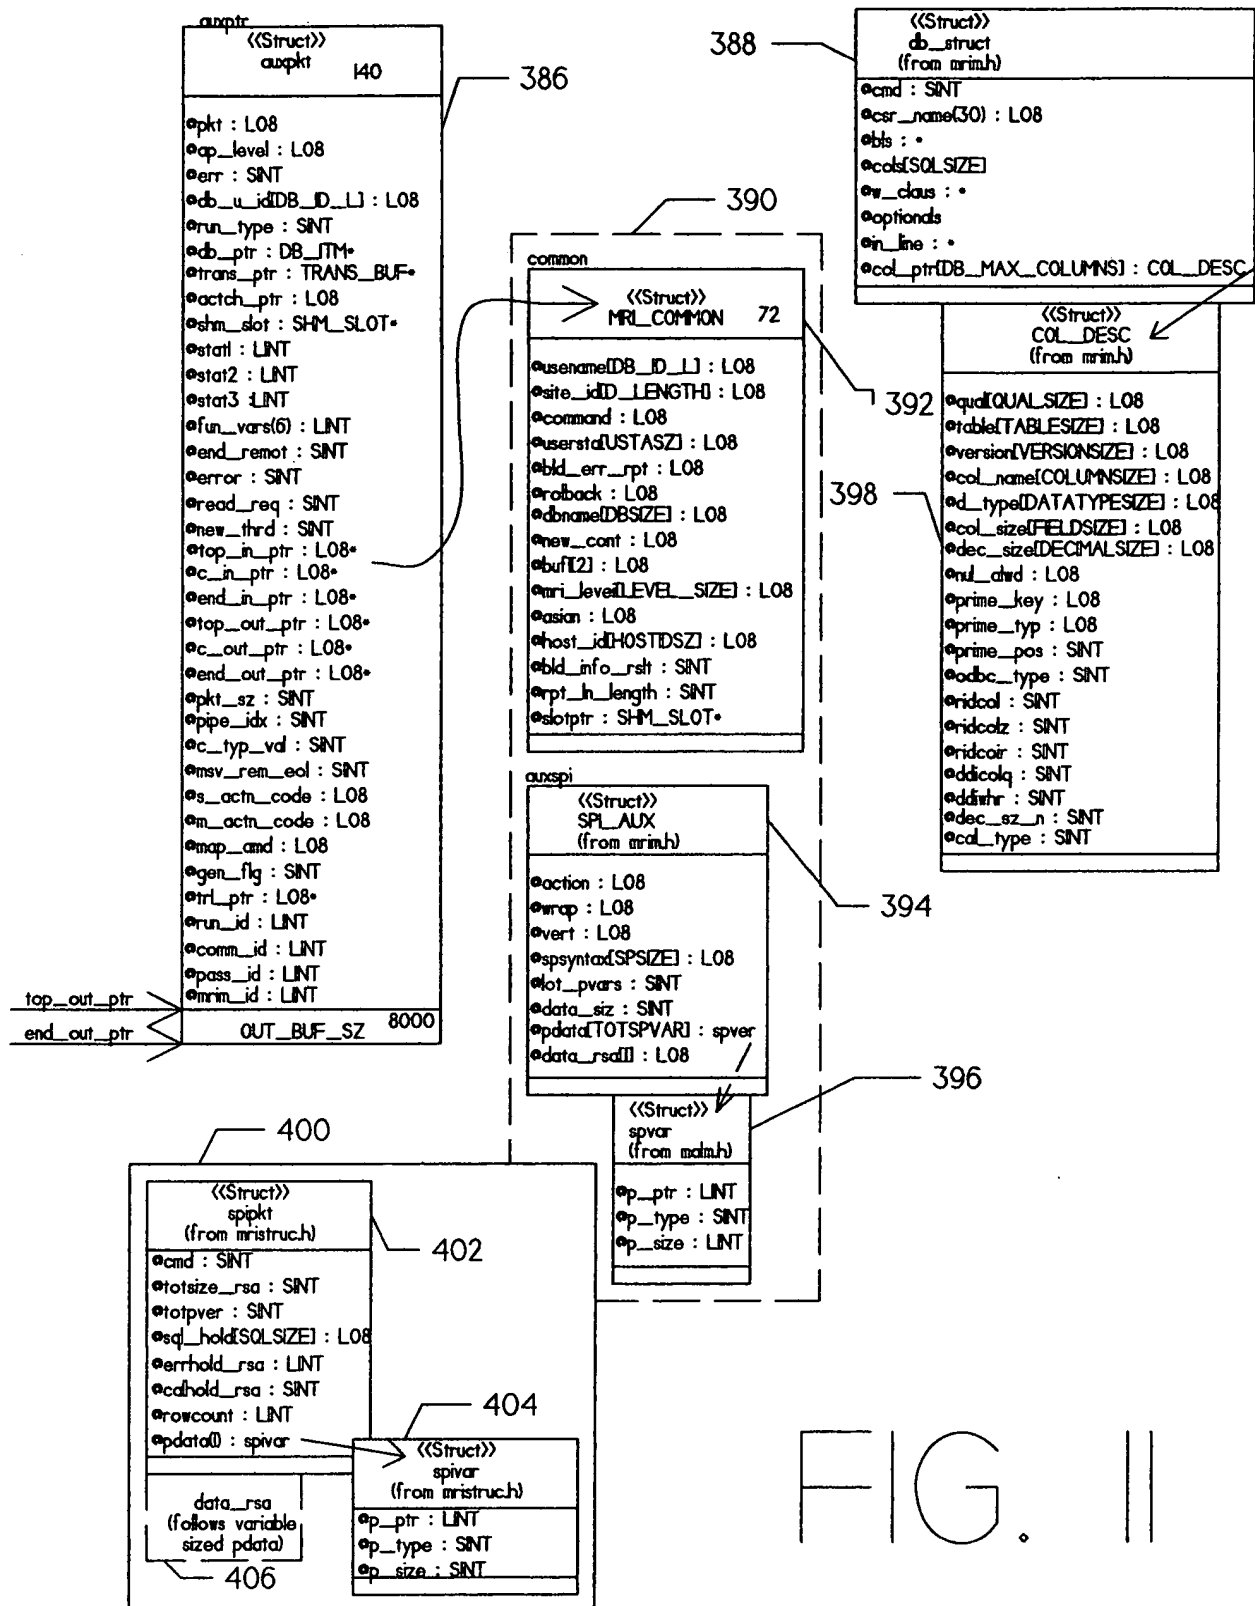 auxptr
<<Struct>>
auxpkt 140
386
pkt : L08
ap_level : L08
err : SINT
db_u_id[DB_ID_L] : L08
run_type : SINT
db_ptr : DB_ITM*
trans_ptr : TRANS_BUF*
actch_ptr : L08
shm_slot : SHM_SLOT*
stat1 : LINT
stat2 : LINT
stat3 : LINT
fun_vars(6) : LINT
end_remot : SINT
error : SINT
read_req : SINT
new_thrd : SINT
top_in_ptr : L08*
c_in_ptr : L08*
end_in_ptr : L08*
top_out_ptr : L08*
c_out_ptr : L08*
end_out_ptr : L08*
pkt_sz : SINT
pipe_idx : SINT
c_typ_val : SINT
msv_rem_eol : SINT
s_actn_code : L08
m_actn_code : L08
map_amd : L08
gen_flg : SINT
trl_ptr : L08*
run_id : LINT
comm_id : LINT
pass_id : LINT
mrim_id : LINT
top_out_ptr
end_out_ptr
OUT_BUF_SZ 8000
388
<<Struct>>
db_struct
(from mrim.h)
cmd : SINT
csr_name(30) : L08
bls : *
cols[SQLSIZE]
w_claus : *
optionals
in_line : *
col_ptr[DB_MAX_COLUMNS] : COL_DESC
<<Struct>>
COL_DESC
(from mrim.h)
398
qual[QUALSIZE] : L08
table[TABLESIZE] : L08
version[VERSIONSIZE] : L08
col_name[COLUMNSIZE] : L08
d_type[DATATYPESIZE] : L08
col_size[FIELDSIZE] : L08
dec_size[DECIMALSIZE] : L08
nul_alwd : L08
prime_key : L08
prime_typ : L08
prime_pos : SINT
odbc_type : SINT
ridcol : SINT
ridcolz : SINT
ridcoir : SINT
ddicolq : SINT
ddiwhr : SINT
dec_sz_n : SINT
cal_type : SINT
390
common
<<Struct>>
MRI_COMMON 72
392
usename[DB_ID_L] : L08
site_id[ID_LENGTH] : L08
command : L08
usersta[USTASZ] : L08
bld_err_rpt : L08
rolback : L08
dbname[DBSIZE] : L08
new_cont : L08
buf1[2] : L08
mri_level[LEVEL_SIZE] : L08
asian : L08
host_id[HOSTIDSZ] : L08
bld_info_rslt : SINT
rpt_h_length : SINT
slotptr : SHM_SLOT*
auxspi
<<Struct>>
SPI_AUX
(from mrim.h)
394
action : L08
wrap : L08
vert : L08
spsyntax[SPSIZE] : L08
tot_pvars : SINT
data_siz : SINT
pdata[TOTSPVAR] : spver
data_rsa[1] : L08
<<Struct>>
spvar
(from malm.h)
396
p_ptr : LINT
p_type : SINT
p_size : LINT
400
<<Struct>>
spipkt
(from mristruc.h)
402
cmd : SINT
totsize_rsa : SINT
totpver : SINT
sql_hold[SQLSIZE] : L08
errhold_rsa : LINT
calhold_rsa : SINT
rowcount : LINT
pdata(1) : spivar
404
<<Struct>>
spivar
(from mristruc.h)
p_ptr : LINT
p_type : SINT
p_size : SINT
data_rsa
(follows variable
sized pdata)
406
FIG. 11